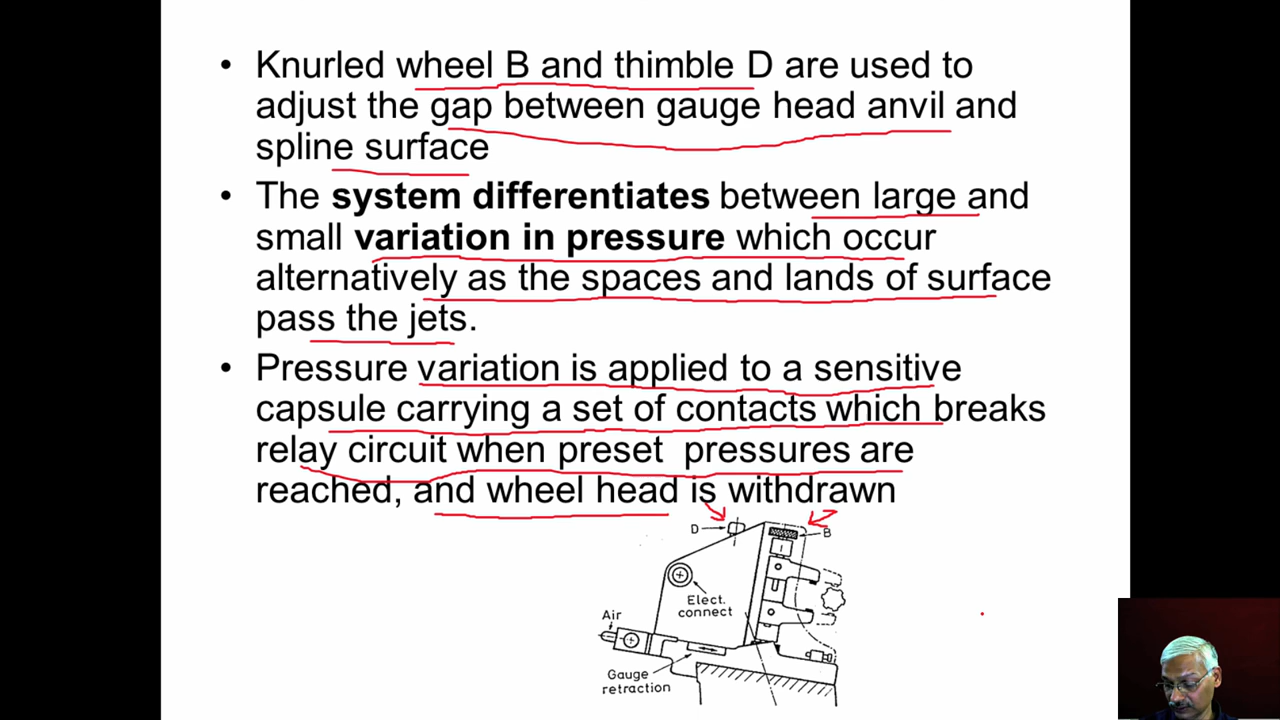 • Knurled wheel B and thimble D are used to
adjust the gap between gauge head anvil and
spline surface
• The system differentiates between large and
small variation in pressure which occur
alternatively as the spaces and lands of surface
pass the jets.
• Pressure variation is applied to a sensitive
capsule carrying a set of contacts which breaks
relay circuit when preset pressures are
reached, and wheel head is withdrawn
D
B
Elect.
connect
Air
Gauge
retraction